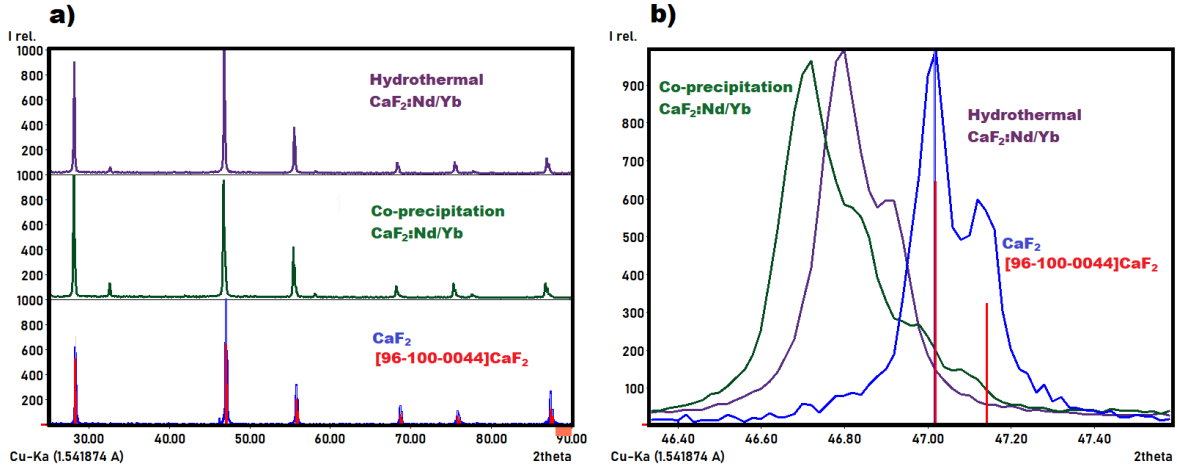 a)
I rel.
1000
800
600
400
200
1000
800
600
400
200
1000
800
600
400
200
Hydrothermal
CaF₂:Nd/Yb
Co-precipitation
CaF₂:Nd/Yb
CaF₂
[96-100-0044]CaF₂
30.00 40.00 50.00 60.00 70.00 80.00 90.00
Cu-Ka (1.541874 A) 2theta
b)
I rel.
900
800
700
600
500
400
300
200
100
Co-precipitation
CaF₂:Nd/Yb
Hydrothermal
CaF₂:Nd/Yb
CaF₂
[96-100-0044]CaF₂
46.40 46.60 46.80 47.00 47.20 47.40
Cu-Ka (1.541874 A) 2theta